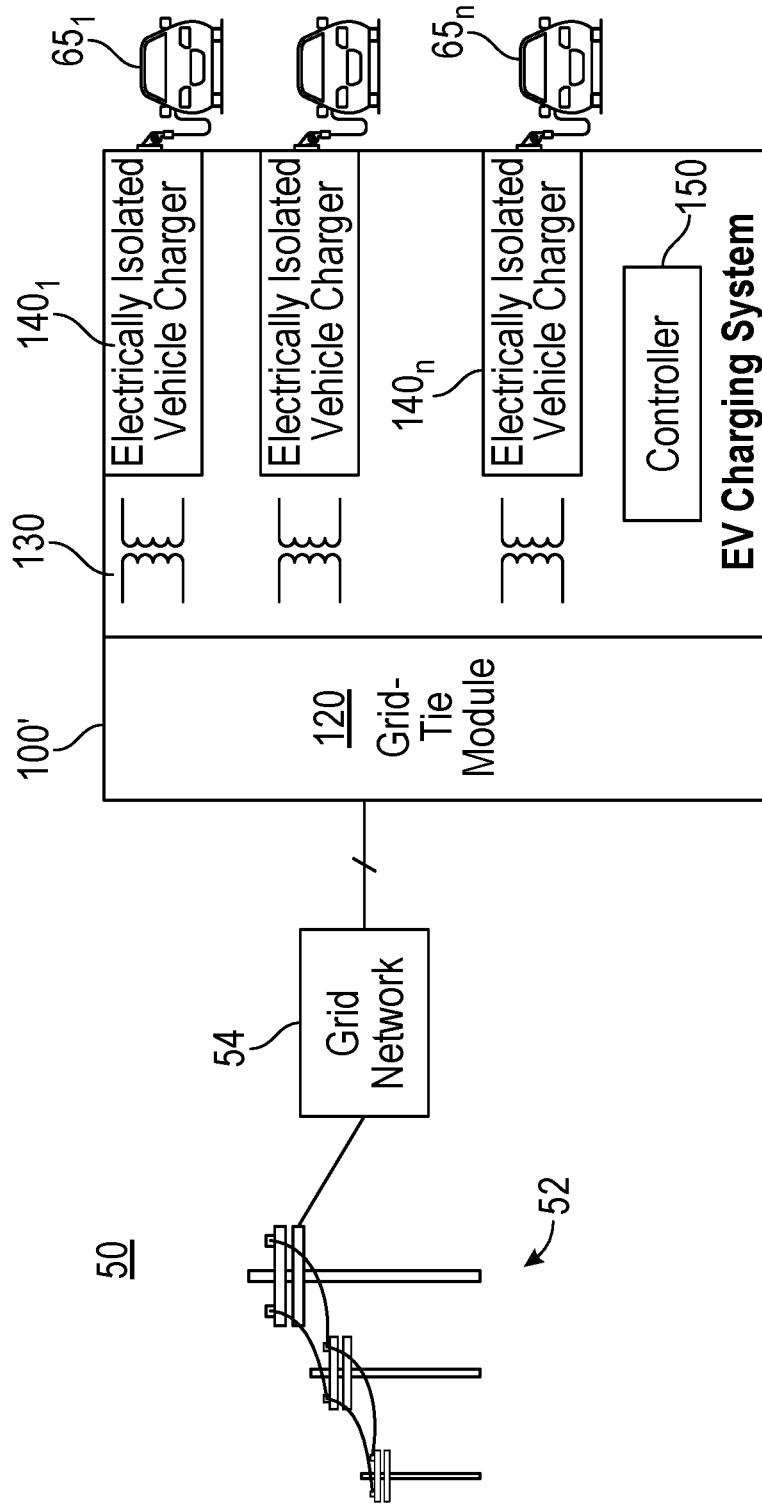 50
52
54
Grid
Network
100'
120
Grid-
Tie
Module
130
140₁
Electrically Isolated
Vehicle Charger
65₁
Electrically Isolated
Vehicle Charger
140ₙ
Electrically Isolated
Vehicle Charger
65ₙ
Controller
150
EV Charging System